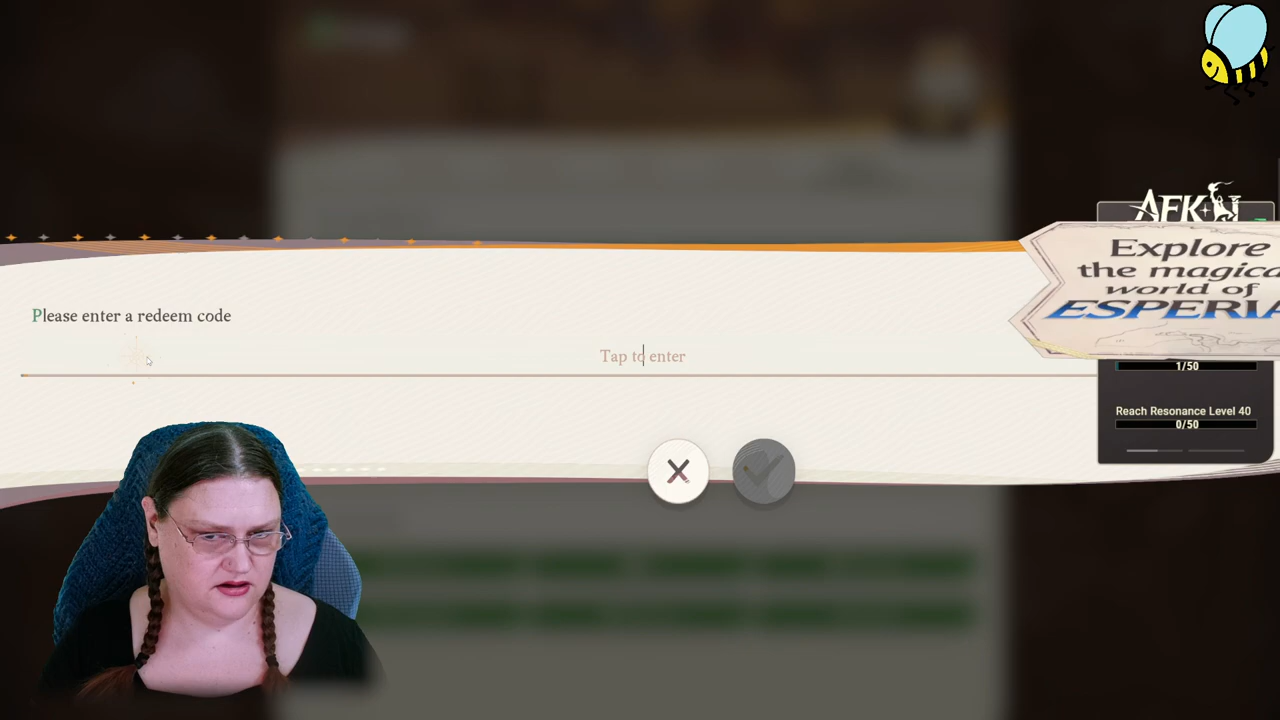 AFK
Explore
the magica
world of
ESPERIA
Please enter a redeem code
Tap to enter
1/50
Reach Resonance Level 40
0/50